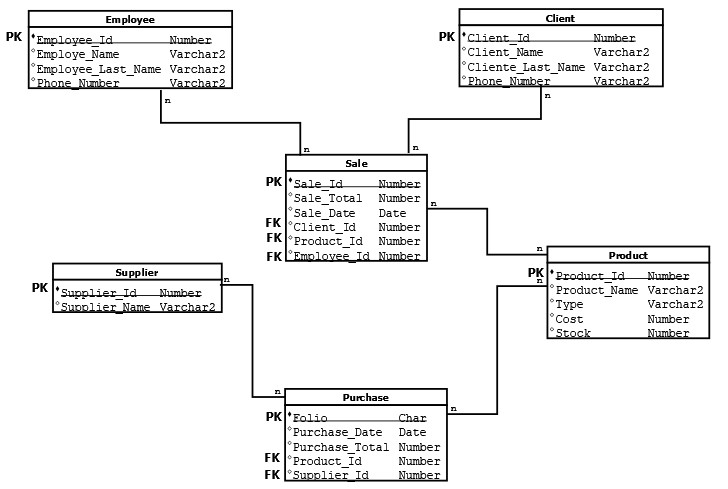 Employee
PK Employee_Id Number
Employe_Name Varchar2
Employee_Last_Name Varchar2
Phone_Number Varchar2
n
Client
PK Client_Id Number
Client_Name Varchar2
Cliente_Last_Name Varchar2
Phone_Number Varchar2
n
n
n
Sale
PK Sale_Id Number
Sale_Total Number
Sale_Date Date
FK Client_Id Number
FK Product_Id Number
FK Employee_Id Number
n
n
Product
PK Product_Id Number
n
Product_Name Varchar2
Type Varchar2
Cost Number
Stock Number
Supplier
PK Supplier_Id Number
Supplier_Name Varchar2
n
n
Purchase
PK Folio Char
Purchase_Date Date
Purchase_Total Number
FK Product_Id Number
FK Supplier_Id Number
n